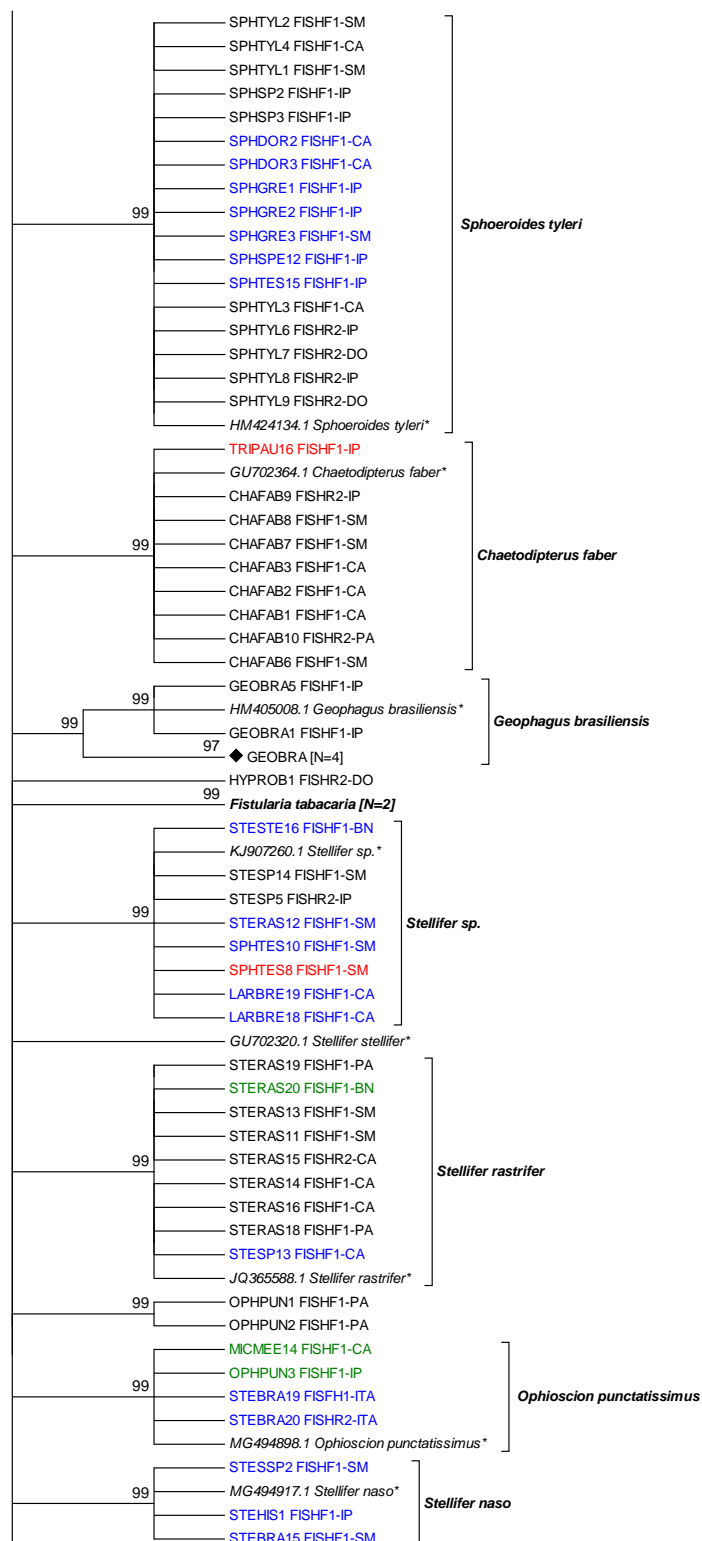 SPHTYL2 FISHF1-SM
SPHTYL4 FISHF1-CA
SPHTYL1 FISHF1-SM
SPHSP2 FISHF1-IP
SPHSP3 FISHF1-IP
SPHDOR2 FISHF1-CA
SPHDOR3 FISHF1-CA
SPHGRE1 FISHF1-IP
99
SPHGRE2 FISHF1-IP
Sphoeroides tyleri
SPHGRE3 FISHF1-SM
SPHSPE12 FISHF1-IP
SPHTES15 FISHF1-IP
SPHTYL3 FISHF1-CA
SPHTYL6 FISHR2-IP
SPHTYL7 FISHR2-DO
SPHTYL8 FISHR2-IP
SPHTYL9 FISHR2-DO
HM424134.1 Sphoeroides tyleri*
TRIPAU16 FISHF1-IP
GU702364.1 Chaetodipterus faber*
CHAFAB9 FISHR2-IP
CHAFAB8 FISHF1-SM
99
CHAFAB7 FISHF1-SM
Chaetodipterus faber
CHAFAB3 FISHF1-CA
CHAFAB2 FISHF1-CA
CHAFAB1 FISHF1-CA
CHAFAB10 FISHR2-PA
CHAFAB6 FISHF1-SM
GEOBRA5 FISHF1-IP
99
HM405008.1 Geophagus brasiliensis*
Geophagus brasiliensis
99
GEOBRA1 FISHF1-IP
97
◆ GEOBRA [N=4]
HYPROB1 FISHR2-DO
99
Fistularia tabacaria [N=2]
STESTE16 FISHF1-BN
KJ907260.1 Stellifer sp.*
STESP14 FISHF1-SM
STESP5 FISHR2-IP
99
STERAS12 FISHF1-SM
Stellifer sp.
SPHTES10 FISHF1-SM
SPHTES8 FISHF1-SM
LARBRE19 FISHF1-CA
LARBRE18 FISHF1-CA
GU702320.1 Stellifer stellifer*
STERAS19 FISHF1-PA
STERAS20 FISHF1-BN
STERAS13 FISHF1-SM
STERAS11 FISHF1-SM
99
STERAS15 FISHR2-CA
Stellifer rastrifer
STERAS14 FISHF1-CA
STERAS16 FISHF1-CA
STERAS18 FISHF1-PA
STESP13 FISHF1-CA
JQ365588.1 Stellifer rastrifer*
99
OPHPUN1 FISHF1-PA
OPHPUN2 FISHF1-PA
MICMEE14 FISHF1-CA
OPHPUN3 FISHF1-IP
99
STEBRA19 FISFH1-ITA
Ophioscion punctatissimus
STEBRA20 FISHR2-ITA
MG494898.1 Ophioscion punctatissimus*
STESSP2 FISHF1-SM
99
MG494917.1 Stellifer naso*
Stellifer naso
STEHIS1 FISHF1-IP
STEBRA15 FISHF1-SM